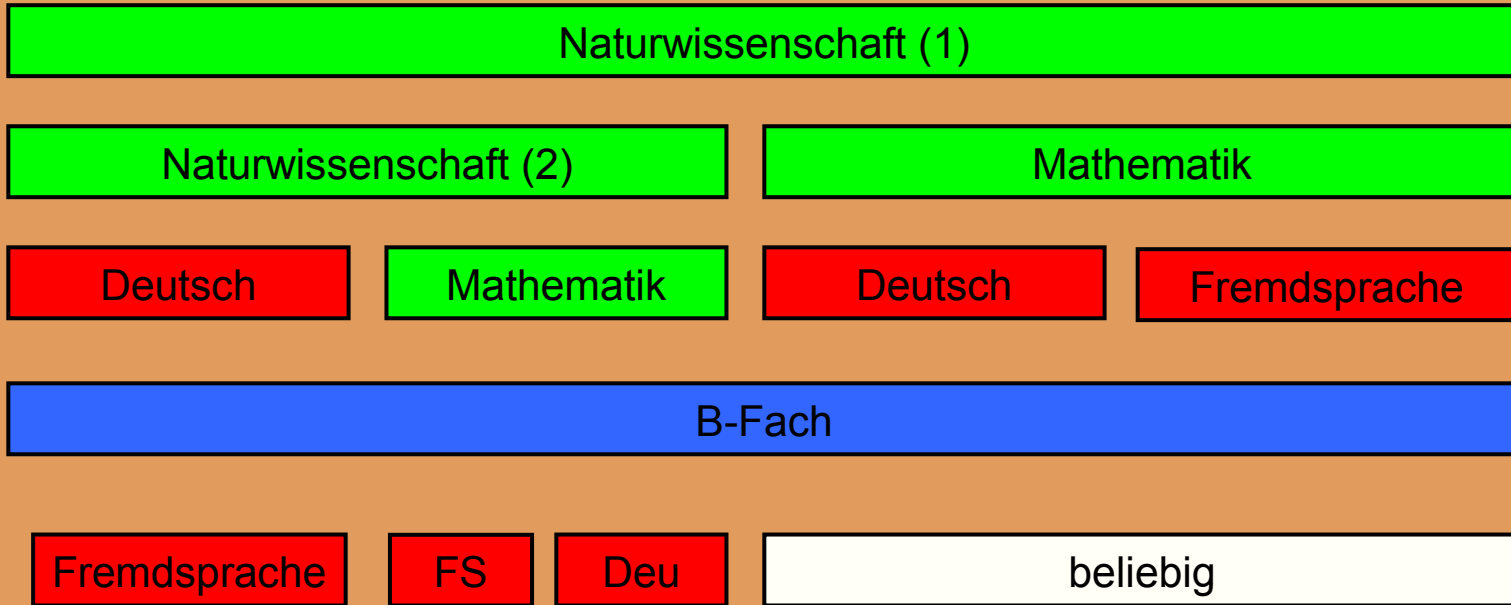 Naturwissenschaft (1)
Naturwissenschaft (2) Mathematik
Deutsch Mathematik Deutsch Fremdsprache
B-Fach
Fremdsprache FS Deu beliebig